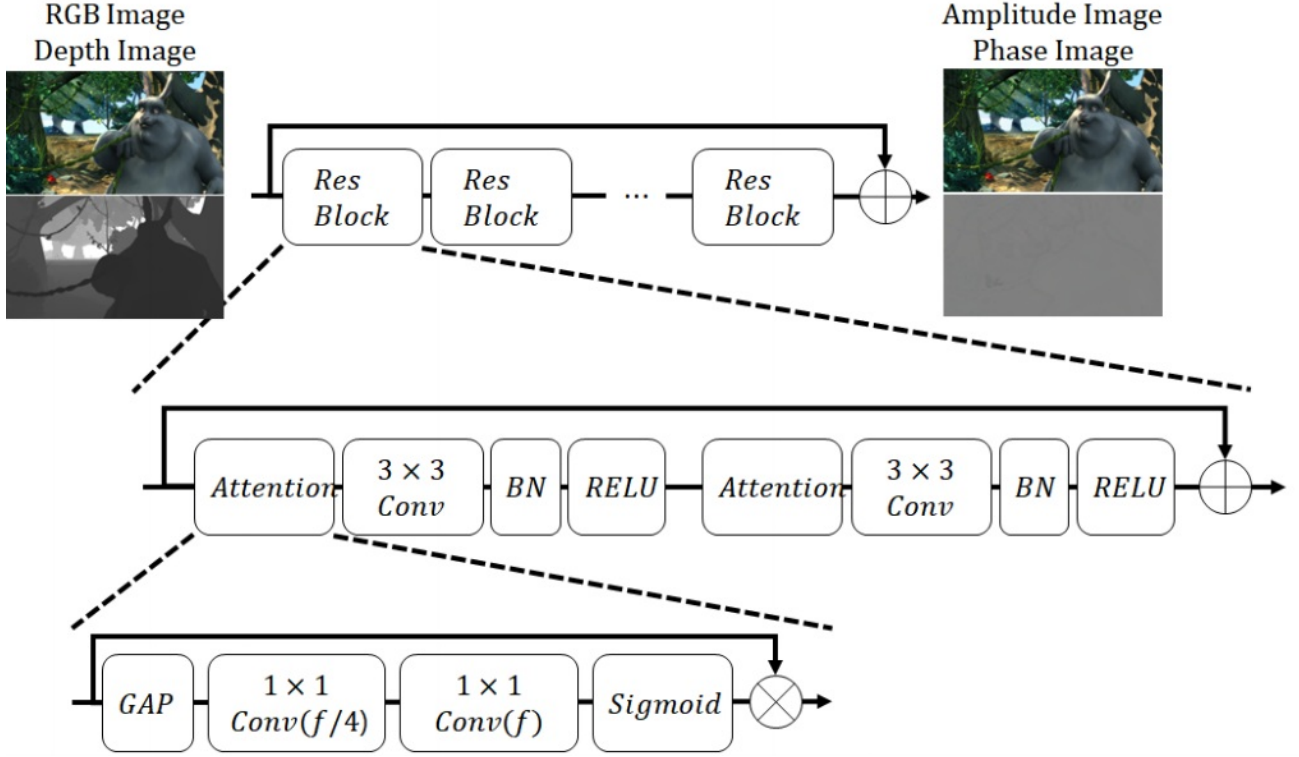 RGB Image
Depth Image
Amplitude Image
Phase Image
Res
Block
Res
Block
...
Res
Block
Attention
3 × 3
Conv
BN
RELU
Attention
3 × 3
Conv
BN
RELU
GAP
1 × 1
Conv(f/4)
1 × 1
Conv(f)
Sigmoid